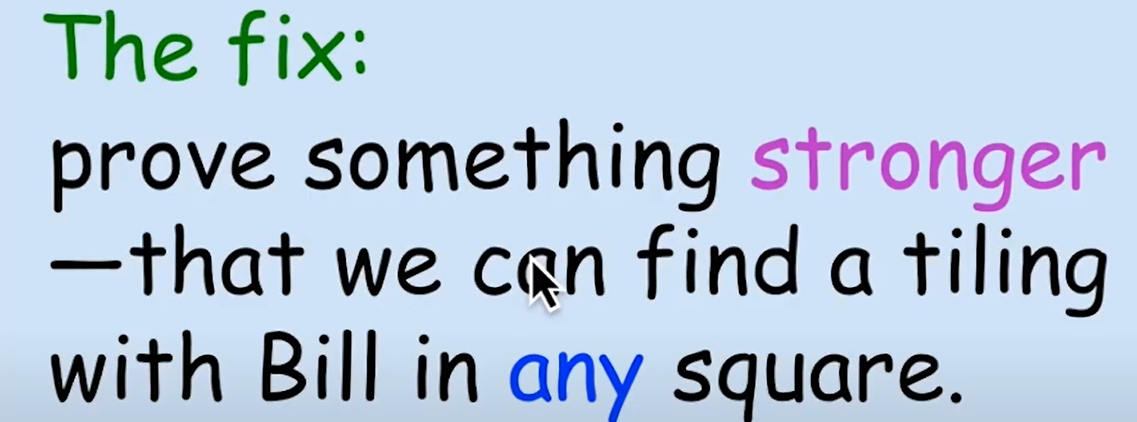 The fix:
prove something stronger
—that we can find a tiling
with Bill in any square.